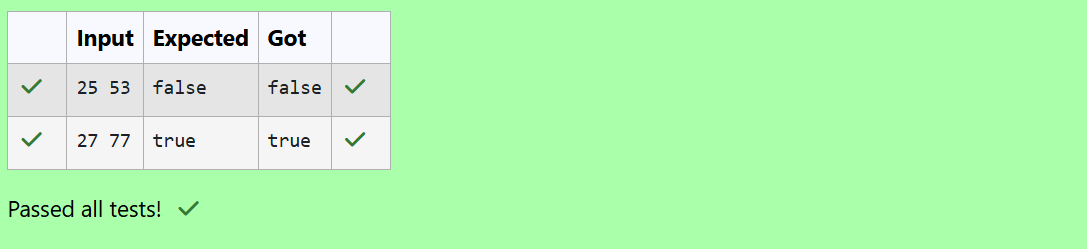 Input Expected Got
25 53 false false
27 77 true true
Passed all tests!